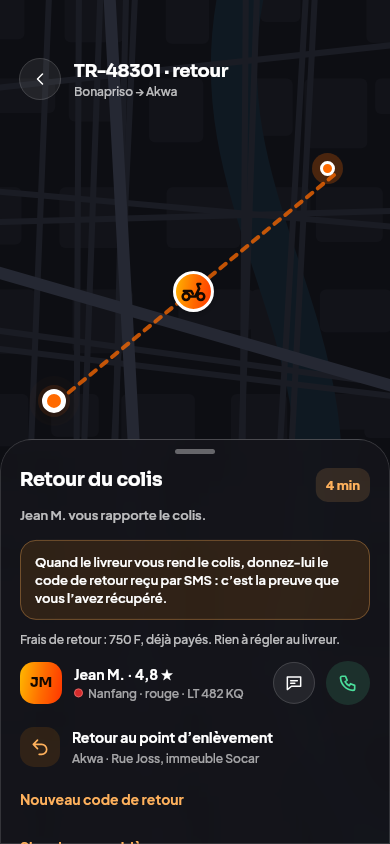 TR-48301 · retour
Bonapriso → Akwa
Retour du colis
4 min
Jean M. vous rapporte le colis.
Quand le livreur vous rend le colis, donnez-lui le
code de retour reçu par SMS : c’est la preuve que
vous l’avez récupéré.
Frais de retour : 750 F, déjà payés. Rien à régler au livreur.
JM
Jean M. · 4,8 ★
Nanfang · rouge · LT 482 KQ
Retour au point d’enlèvement
Akwa · Rue Joss, immeuble Socar
Nouveau code de retour